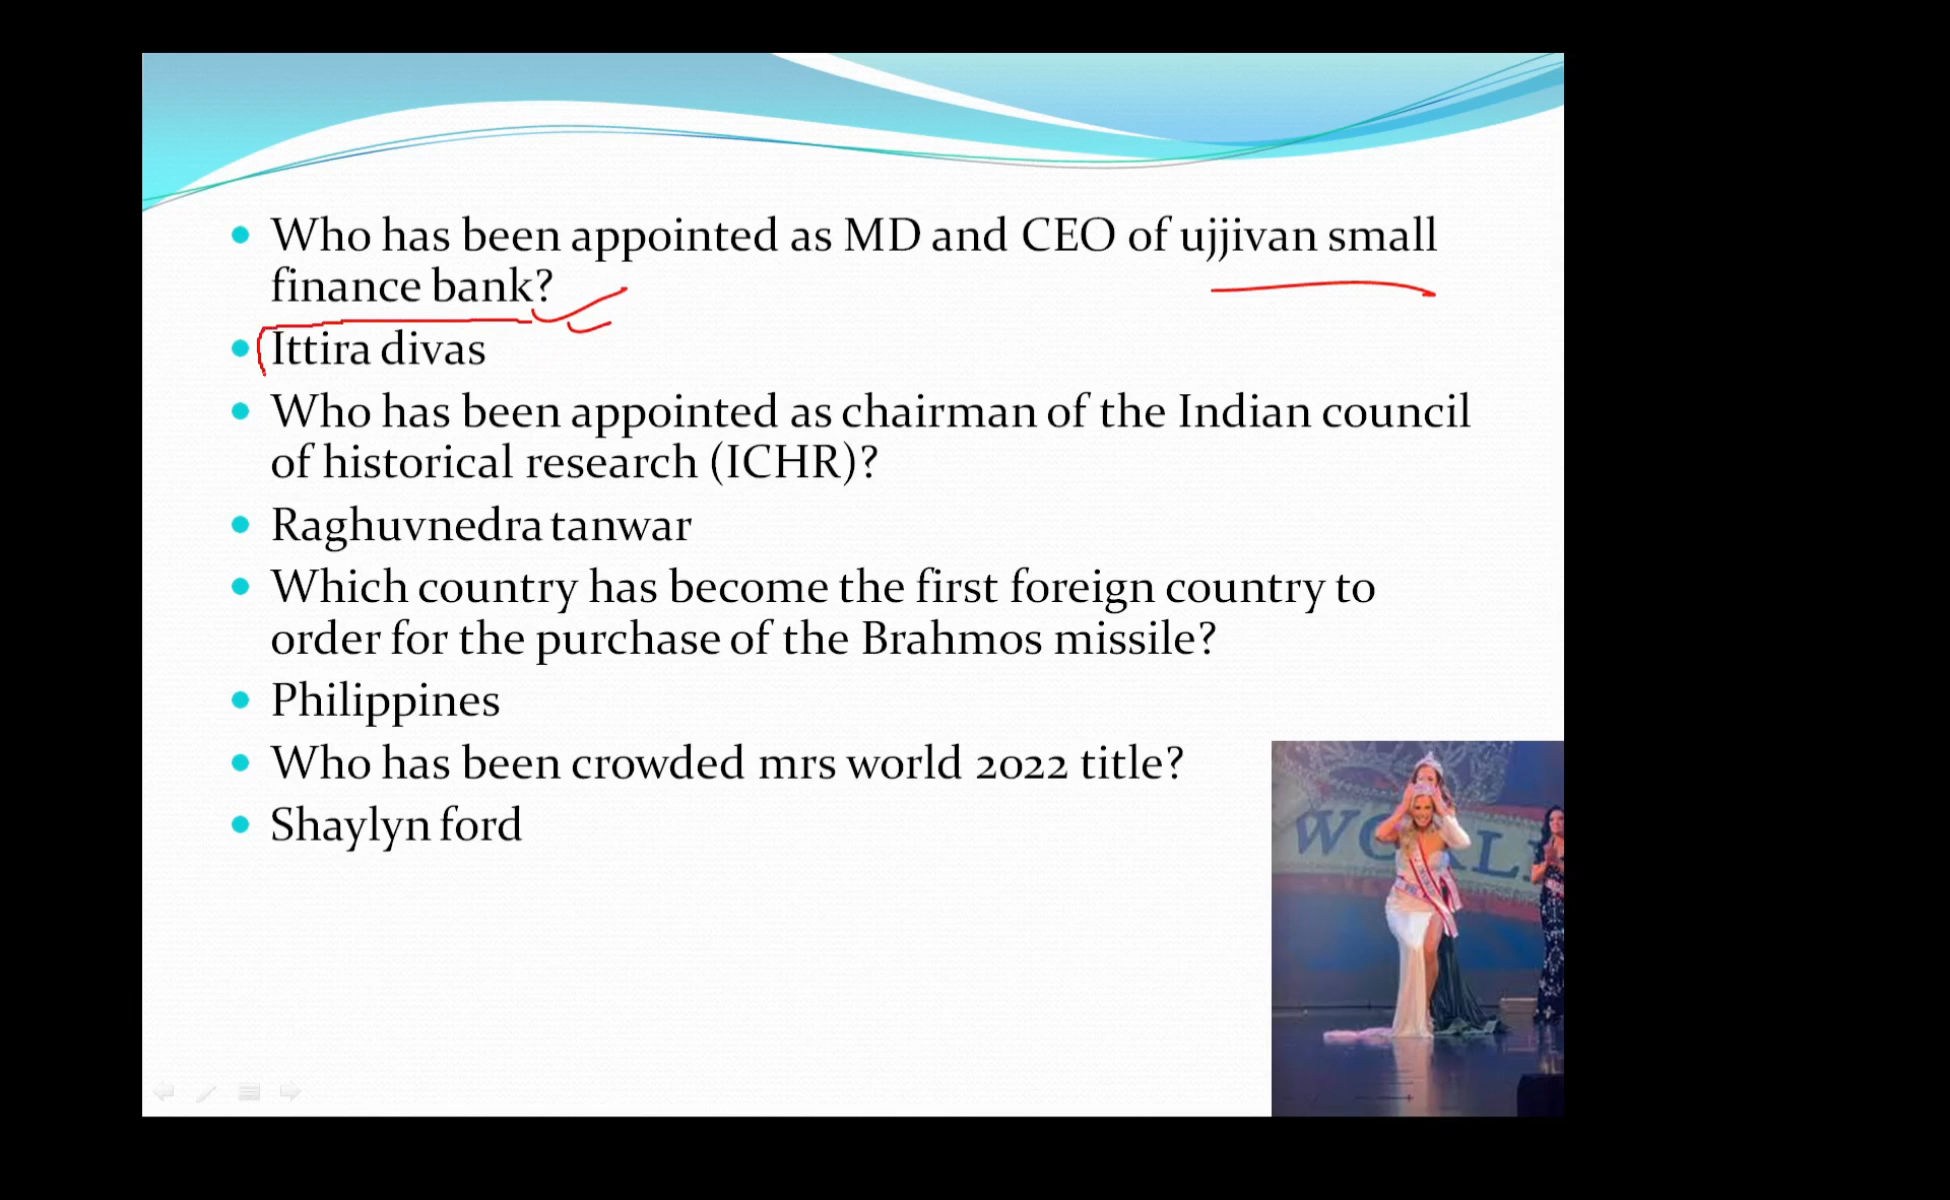 Who has been appointed as MD and CEO of ujjivan small
finance bank?
Ittira divas
Who has been appointed as chairman of the Indian council
of historical research (ICHR)?
Raghuvnedra tanwar
Which country has become the first foreign country to
order for the purchase of the Brahmos missile?
Philippines
Who has been crowded mrs world 2022 title?
Shaylyn ford
WORL